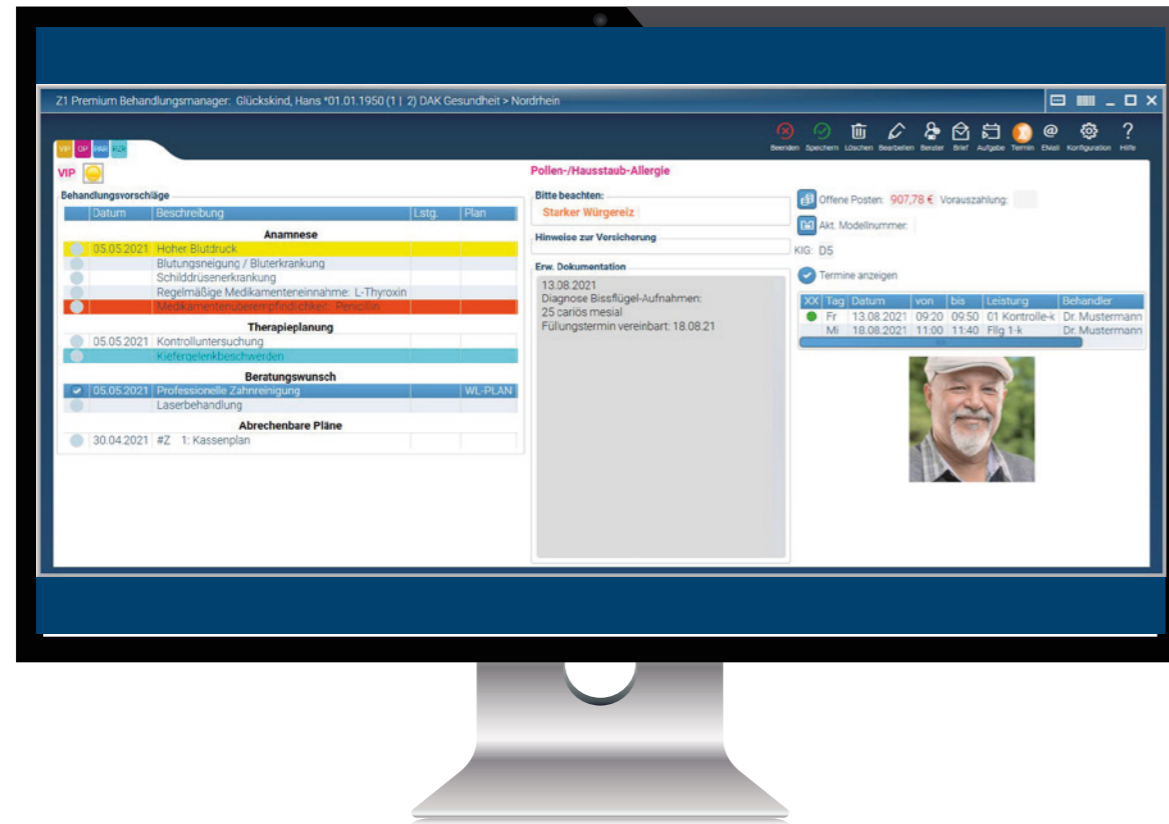 Z1 Premium Behandlungsmanager: Glückskind, Hans *01.01.1950 (1 | 2) DAK Gesundheit > Nordrhein
Beenden Speichern Löschen Bearbeiten Berater Brief Aufgabe Termin EMail Konfiguration Hilfe
VIP OP PAR PZR
VIP
Behandlungsvorschläge
Datum Beschreibung Lstg. Plan
Anamnese
05.05.2021 Hoher Blutdruck
Blutungsneigung / Bluterkrankung
Schilddrüsenerkrankung
Regelmäßige Medikamenteneinnahme: L-Thyroxin
Medikamentenüberempfindlichkeit: Penicillin
Therapieplanung
05.05.2021 Kontrolluntersuchung
Kiefergelenkbeschwerden
Beratungswunsch
05.05.2021 Professionelle Zahnreinigung WL-PLAN
Laserbehandlung
Abrechenbare Pläne
30.04.2021 #Z 1: Kassenplan
Pollen-/Hausstaub-Allergie
Bitte beachten:
Starker Würgereiz
Hinweise zur Versicherung
Erw. Dokumentation
13.08.2021
Diagnose Bissflügel-Aufnahmen:
25 cariös mesial
Füllungstermin vereinbart: 18.08.21
Offene Posten: 907,78 € Vorauszahlung:
Akt. Modellnummer:
KIG: D5
Termine anzeigen
XX Tag Datum von bis Leistung Behandler
Fr 13.08.2021 09:20 09:50 01 Kontrolle-k Dr. Mustermann
Mi 18.08.2021 11:00 11:40 Fllg 1-k Dr. Mustermann